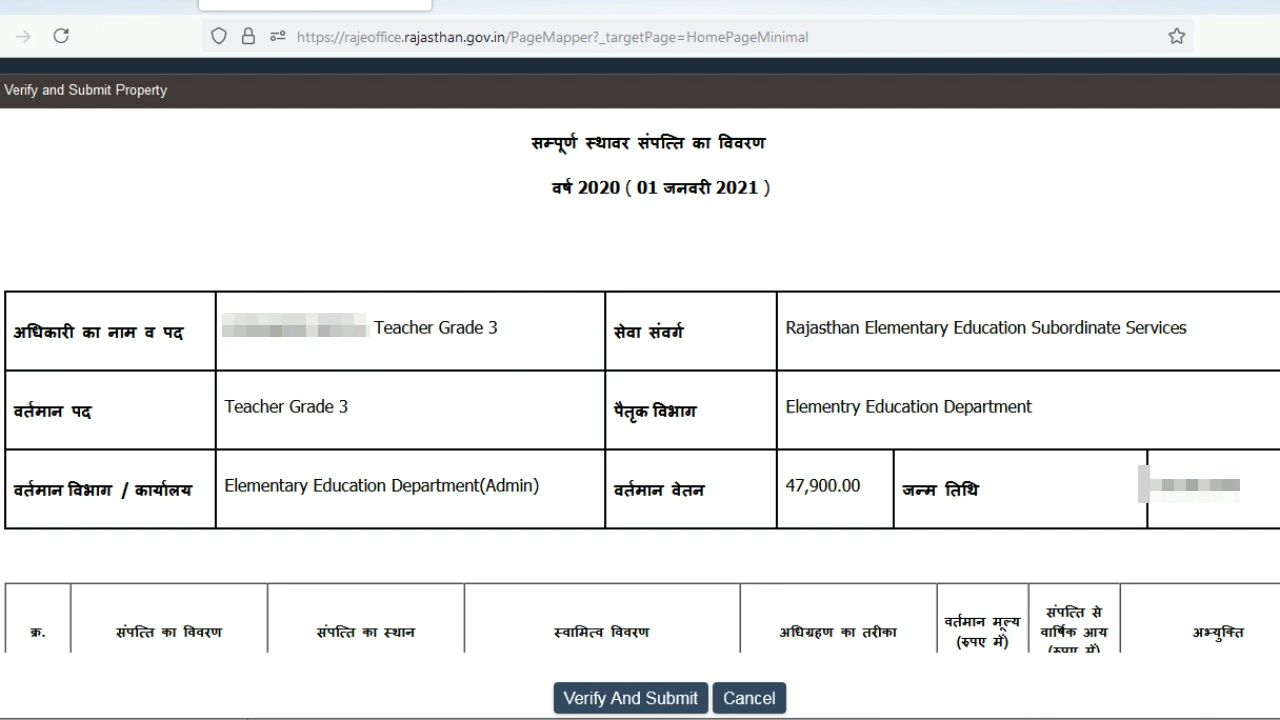 https://rajeoffice.rajasthan.gov.in/PageMapper?_targetPage=HomePageMinimal
Verify and Submit Property
सम्पूर्ण स्थावर संपत्ति का विवरण
वर्ष 2020 ( 01 जनवरी 2021 )
अधिकारी का नाम व पद Teacher Grade 3 सेवा संवर्ग Rajasthan Elementary Education Subordinate Services
वर्तमान पद Teacher Grade 3 पैतृक विभाग Elementry Education Department
वर्तमान विभाग / कार्यालय Elementary Education Department(Admin) वर्तमान वेतन 47,900.00 जन्म तिथि
क्र. संपत्ति का विवरण संपत्ति का स्थान स्वामित्व विवरण अधिग्रहण का तरीका वर्तमान मूल्य (रुपए में) संपत्ति से वार्षिक आय (रुपए में) अभ्युक्ति
Verify And Submit Cancel